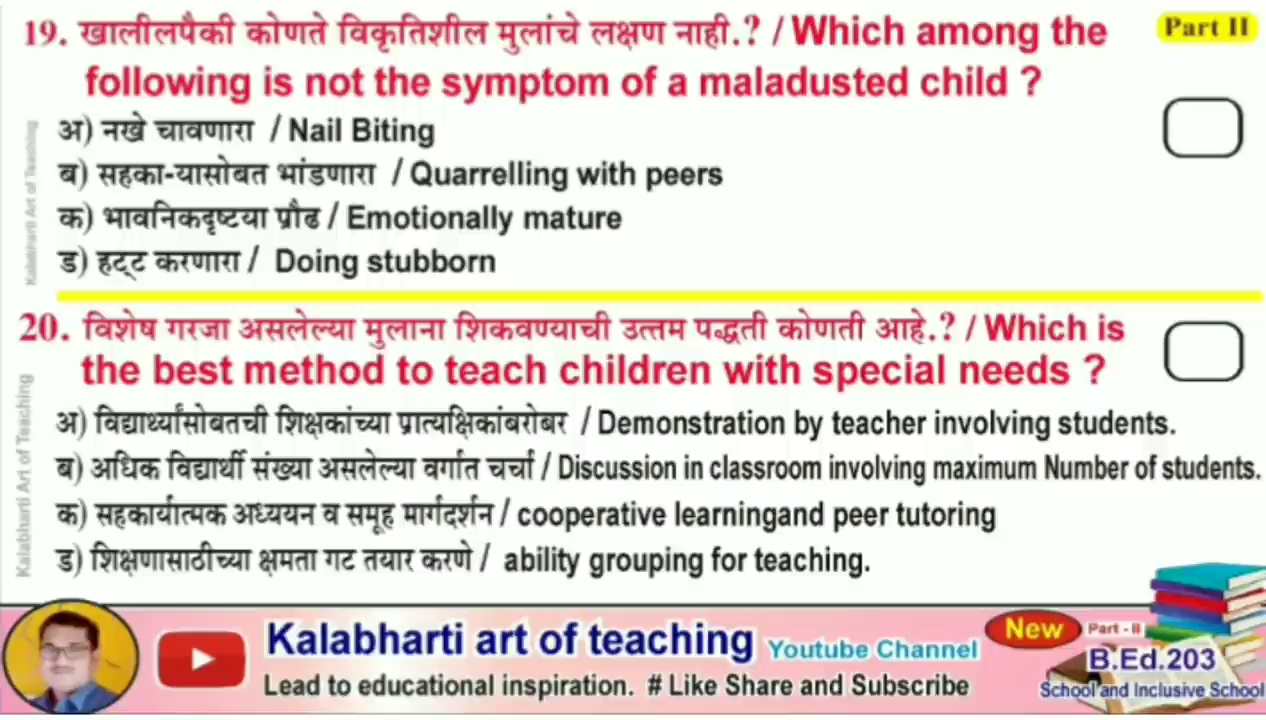 19. खालीलपैकी कोणते विकृतिशील मुलांचे लक्षण नाही.? / Which among the
Part II
following is not the symptom of a maladusted child ?
अ) नखे चावणारा / Nail Biting
ब) सहका-यासोबत भांडणारा / Quarrelling with peers
क) भावनिकदृष्टया प्रौढ / Emotionally mature
ड) हट्ट करणारा / Doing stubborn
Kalabharti Art of Teaching
20. विशेष गरजा असलेल्या मुलाना शिकवण्याची उत्तम पद्धती कोणती आहे.? / Which is
the best method to teach children with special needs ?
अ) विद्यार्थ्यांसोबतची शिक्षकांच्या प्रात्यक्षिकांबरोबर / Demonstration by teacher involving students.
ब) अधिक विद्यार्थी संख्या असलेल्या वर्गात चर्चा / Discussion in classroom involving maximum Number of students.
क) सहकार्यात्मक अध्ययन व समूह मार्गदर्शन / cooperative learningand peer tutoring
ड) शिक्षणासाठीच्या क्षमता गट तयार करणे / ability grouping for teaching.
Kalabharti Art of Teaching
Kalabharti art of teaching Youtube Channel
Lead to educational inspiration. # Like Share and Subscribe
New Part - II
B.Ed.203
School and Inclusive School